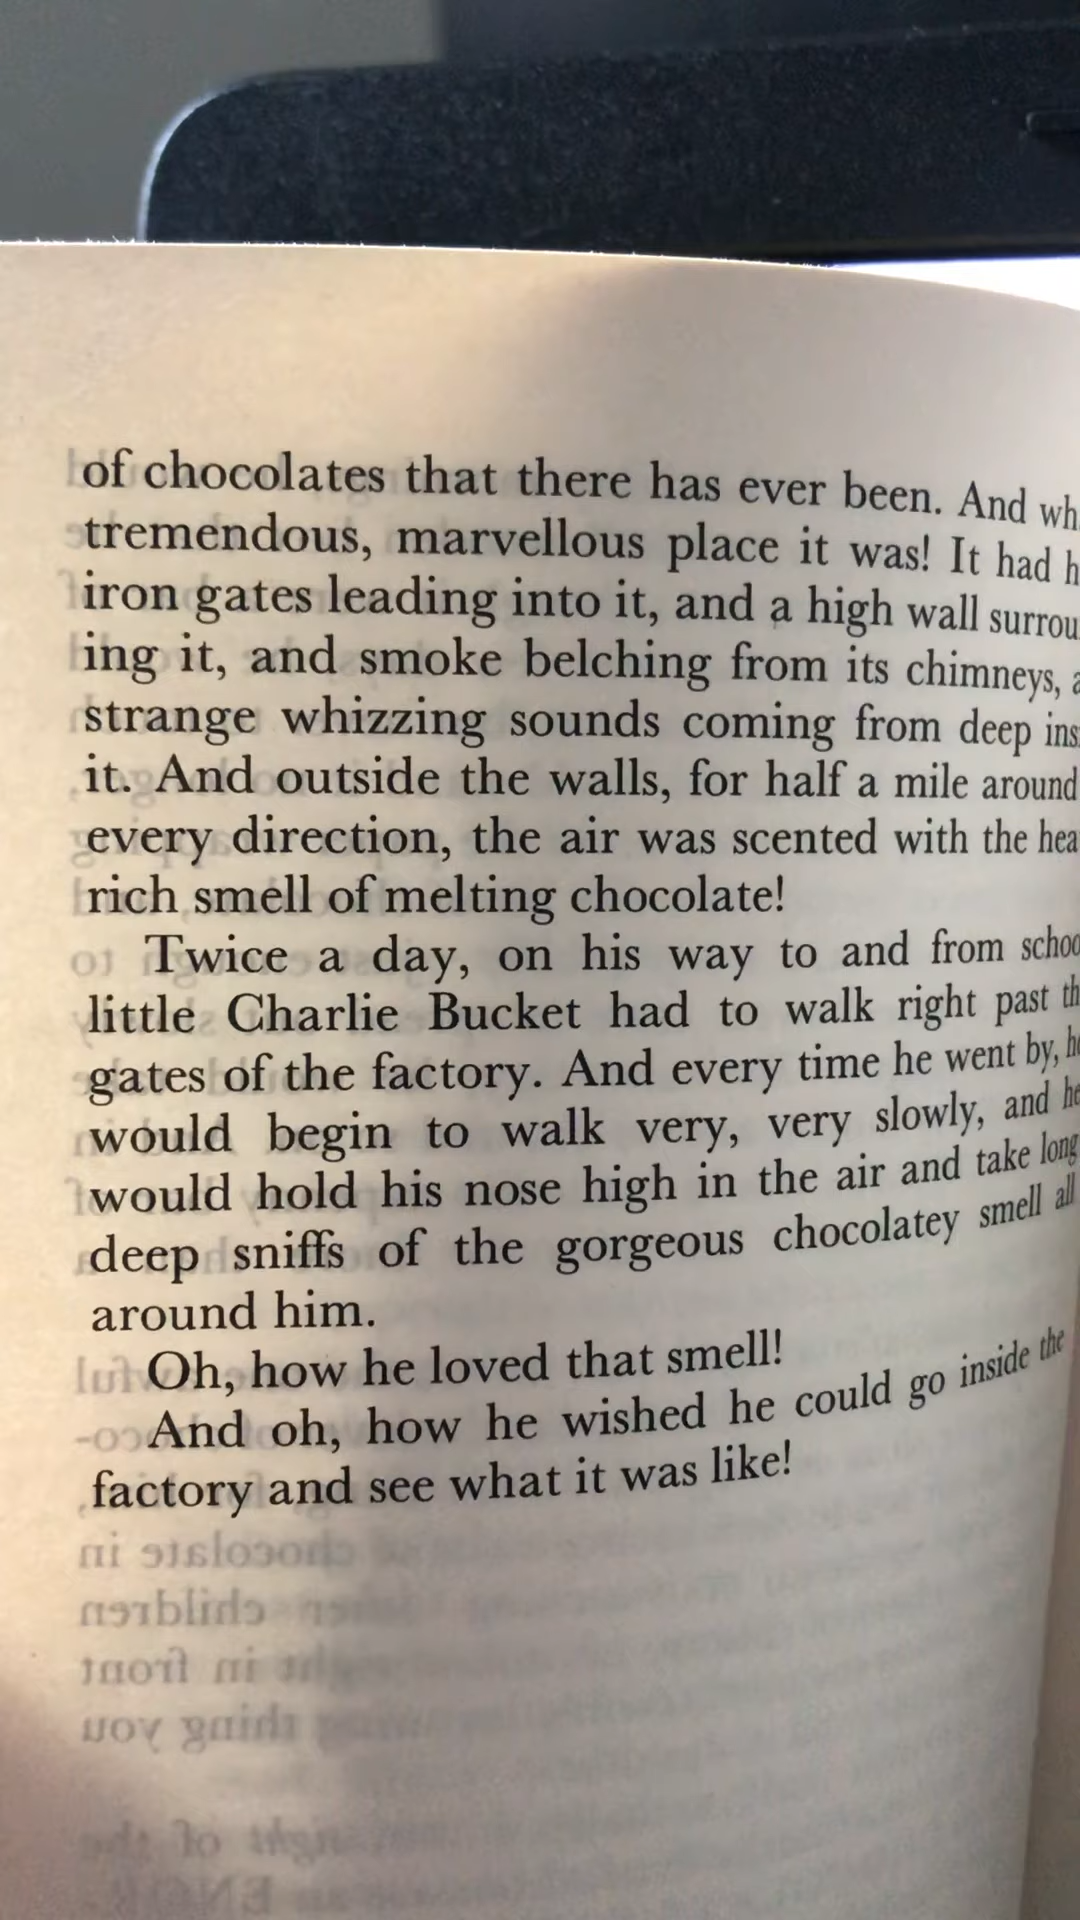 of chocolates that there has ever been. And wh
tremendous, marvellous place it was! It had h
iron gates leading into it, and a high wall surrou
ing it, and smoke belching from its chimneys, a
strange whizzing sounds coming from deep ins
it. And outside the walls, for half a mile around
every direction, the air was scented with the hea
rich smell of melting chocolate!
Twice a day, on his way to and from schoo
little Charlie Bucket had to walk right past th
gates of the factory. And every time he went by, he
would begin to walk very, very slowly, and he
would hold his nose high in the air and take long
deep sniffs of the gorgeous chocolatey smell all
around him.
Oh, how he loved that smell!
And oh, how he wished he could go inside the
factory and see what it was like!